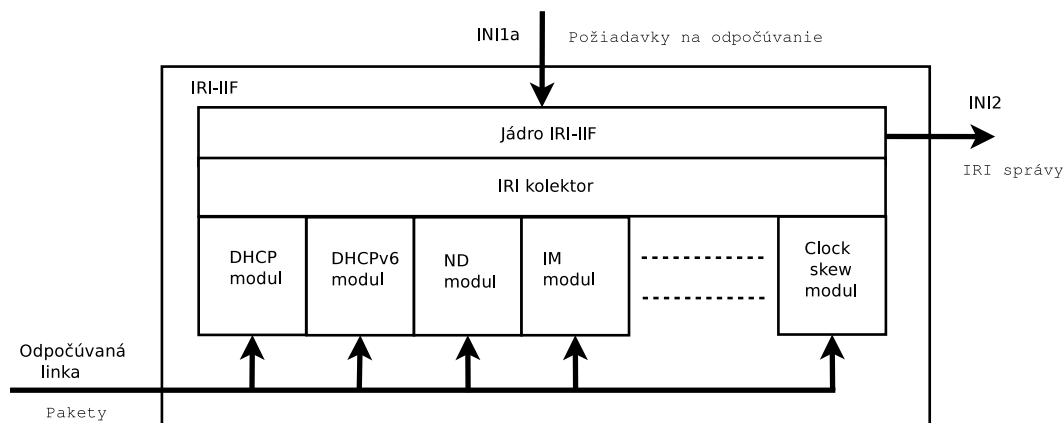 INI1a
Požiadavky na odpočúvanie
IRI-IIF
INI2
Jádro IRI-IIF
IRI správy
IRI kolektor
DHCP
modul
DHCPv6
modul
ND
modul
IM
modul
Clock
skew
modul
Odpočúvaná
linka
Pakety